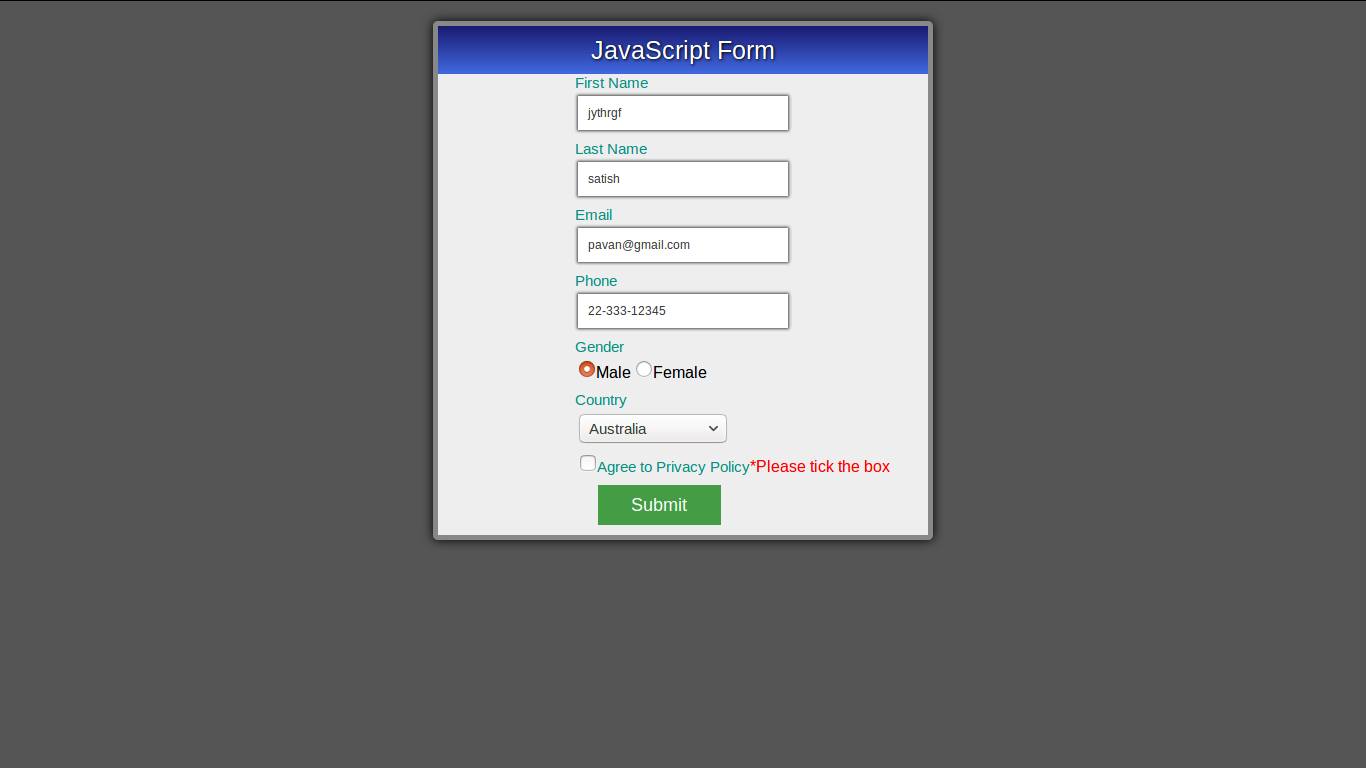 JavaScript Form
First Name
jythrgf
Last Name
satish
Email
pavan@gmail.com
Phone
22-333-12345
Gender
Male Female
Country
Australia
Agree to Privacy Policy*Please tick the box
Submit